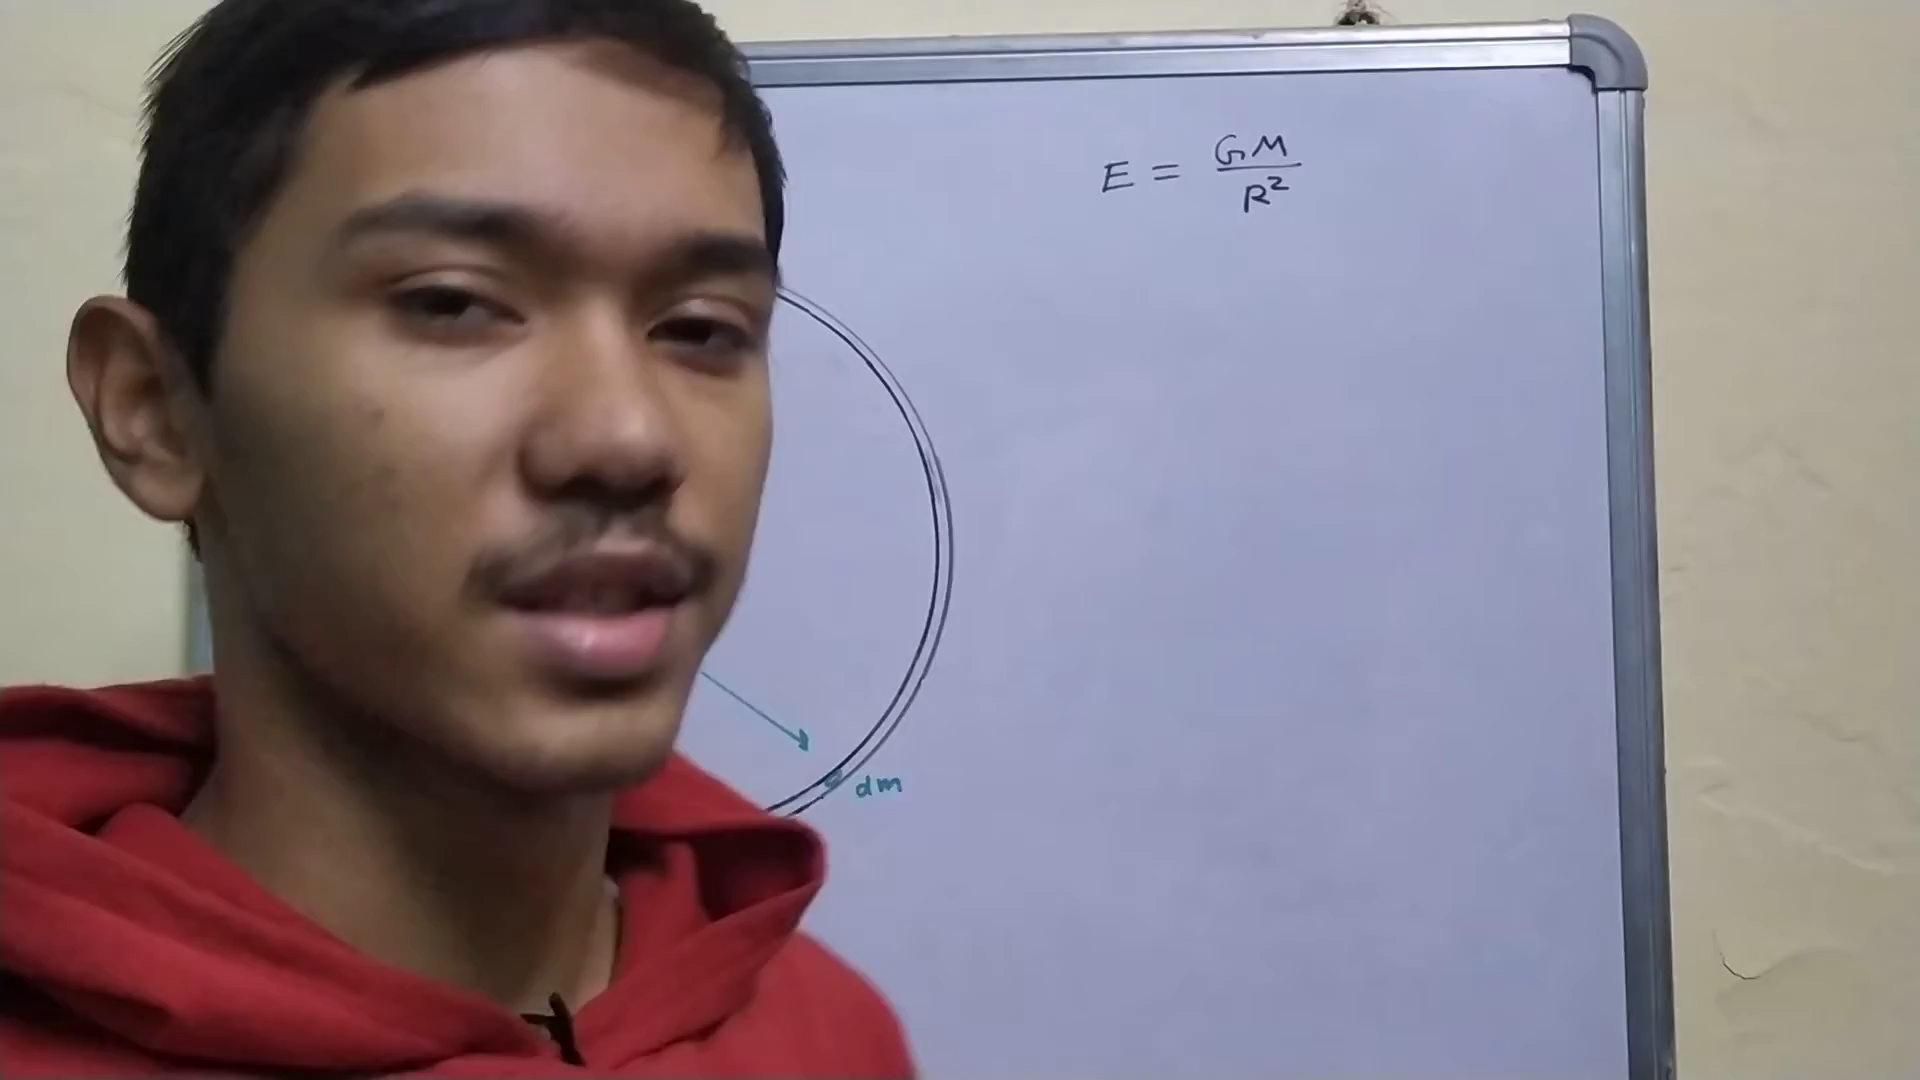 E = GM / R²
dm